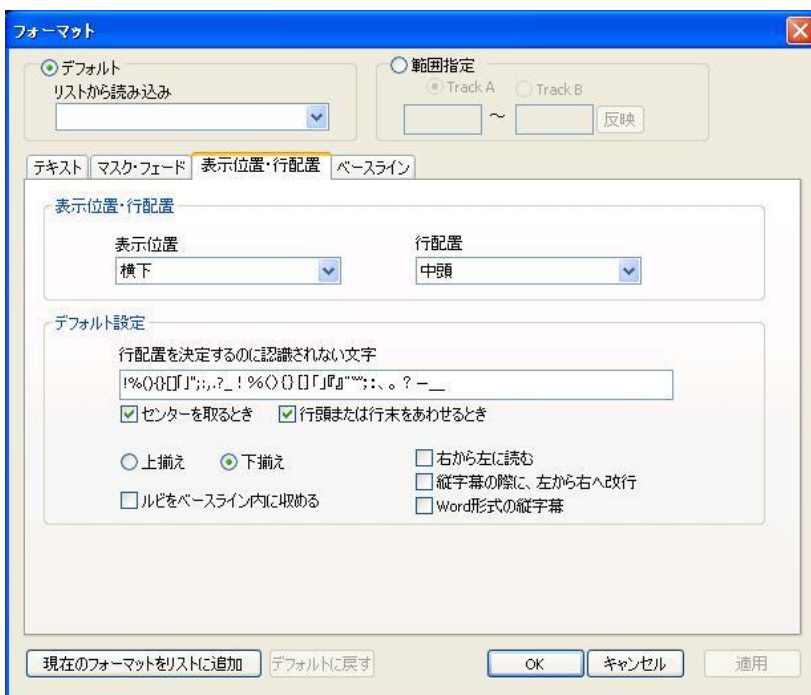 フォーマット
デフォルト
範囲指定
リストから読み込み
Track A Track B
～ 反映
テキスト マスク・フェード 表示位置・行配置 ベースライン
表示位置・行配置
表示位置 行配置
横下 中頭
デフォルト設定
行配置を決定するのに認識されない文字
センターを取るとき 行頭または行末をあわせるとき
上揃え 下揃え 右から左に読む
縦字幕の際に、左から右へ改行
ルビをベースライン内に収める Word形式の縦字幕
現在のフォーマットをリストに追加 デフォルトに戻す OK キャンセル 適用